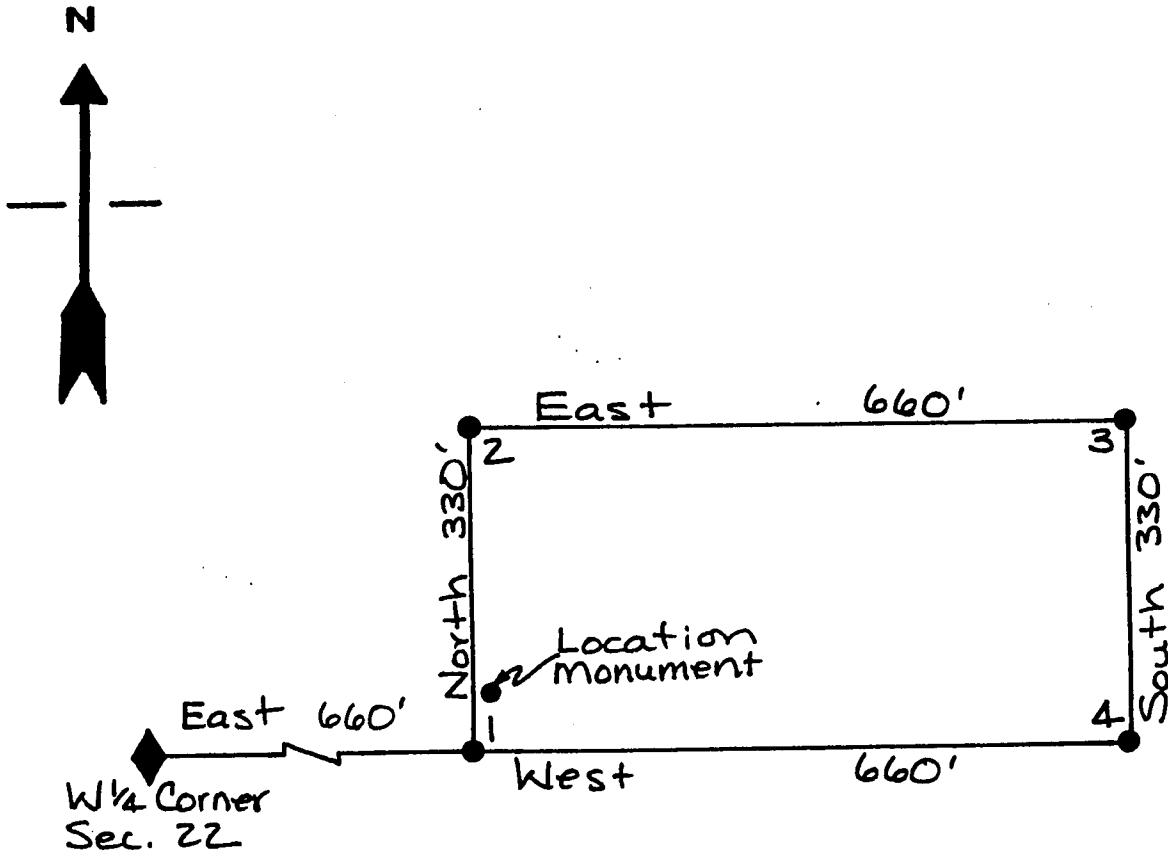 N
East 660'
2
3
North 330'
South 330'
Location
Monument
1
4
East 660'
West 660'
W 1/4 Corner
Sec. 22